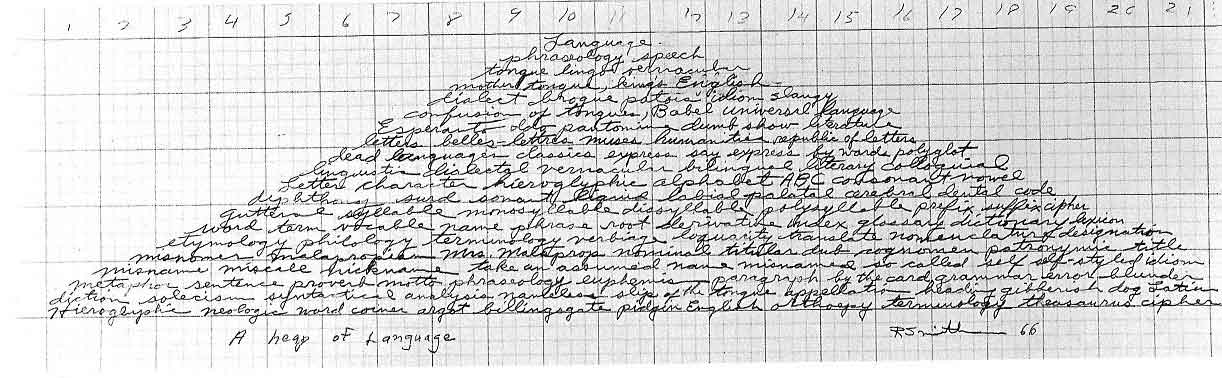 1 2 3 4 5 6 7 8 9 10 11 12 13 14 15 16 17 18 19 20 21
Language
phraseology speech
tongue lingo vernacular
mother tongue, kings English
dialect brogue patois idiom slangy
confusion of tongues, Babel universal language
Esperanto dog pantomine dumb show literature
letters belles-lettres muses humanities republic of letters
dead languages classics express say express by words polyglot
linguistic dialectal vernacular bilingual literary colloquial
Letters character hieroglyphic alphabet ABC consonant vowel
dipthong surd sonant liquid labial palatal cerebral dental code
guttural syllable monosyllable dissyllable polysyllable prefix suffix cipher
word term vocable name phrase root derivative index glossary dictionary lexicon
etymology philology terminology verbiage loquacity translate nomenclature designation
misnomer malapropism Mrs. Malaprop nominal titular dub cognomen patronymic title
misname miscall nickname take an assumed name misnamed so called self self-styled idiom
metaphor sentence proverb motto phraseology euphemism paragraph by the card grammar error blunder
diction solecism syntactical analysis nameless slip of the tongue appellation heading gibberish dog Latin
Hieroglyphic neologic word coiner argot billingsgate pidgin English orthoepy terminology thesaurus cipher
A heap of Language
RSmith 66